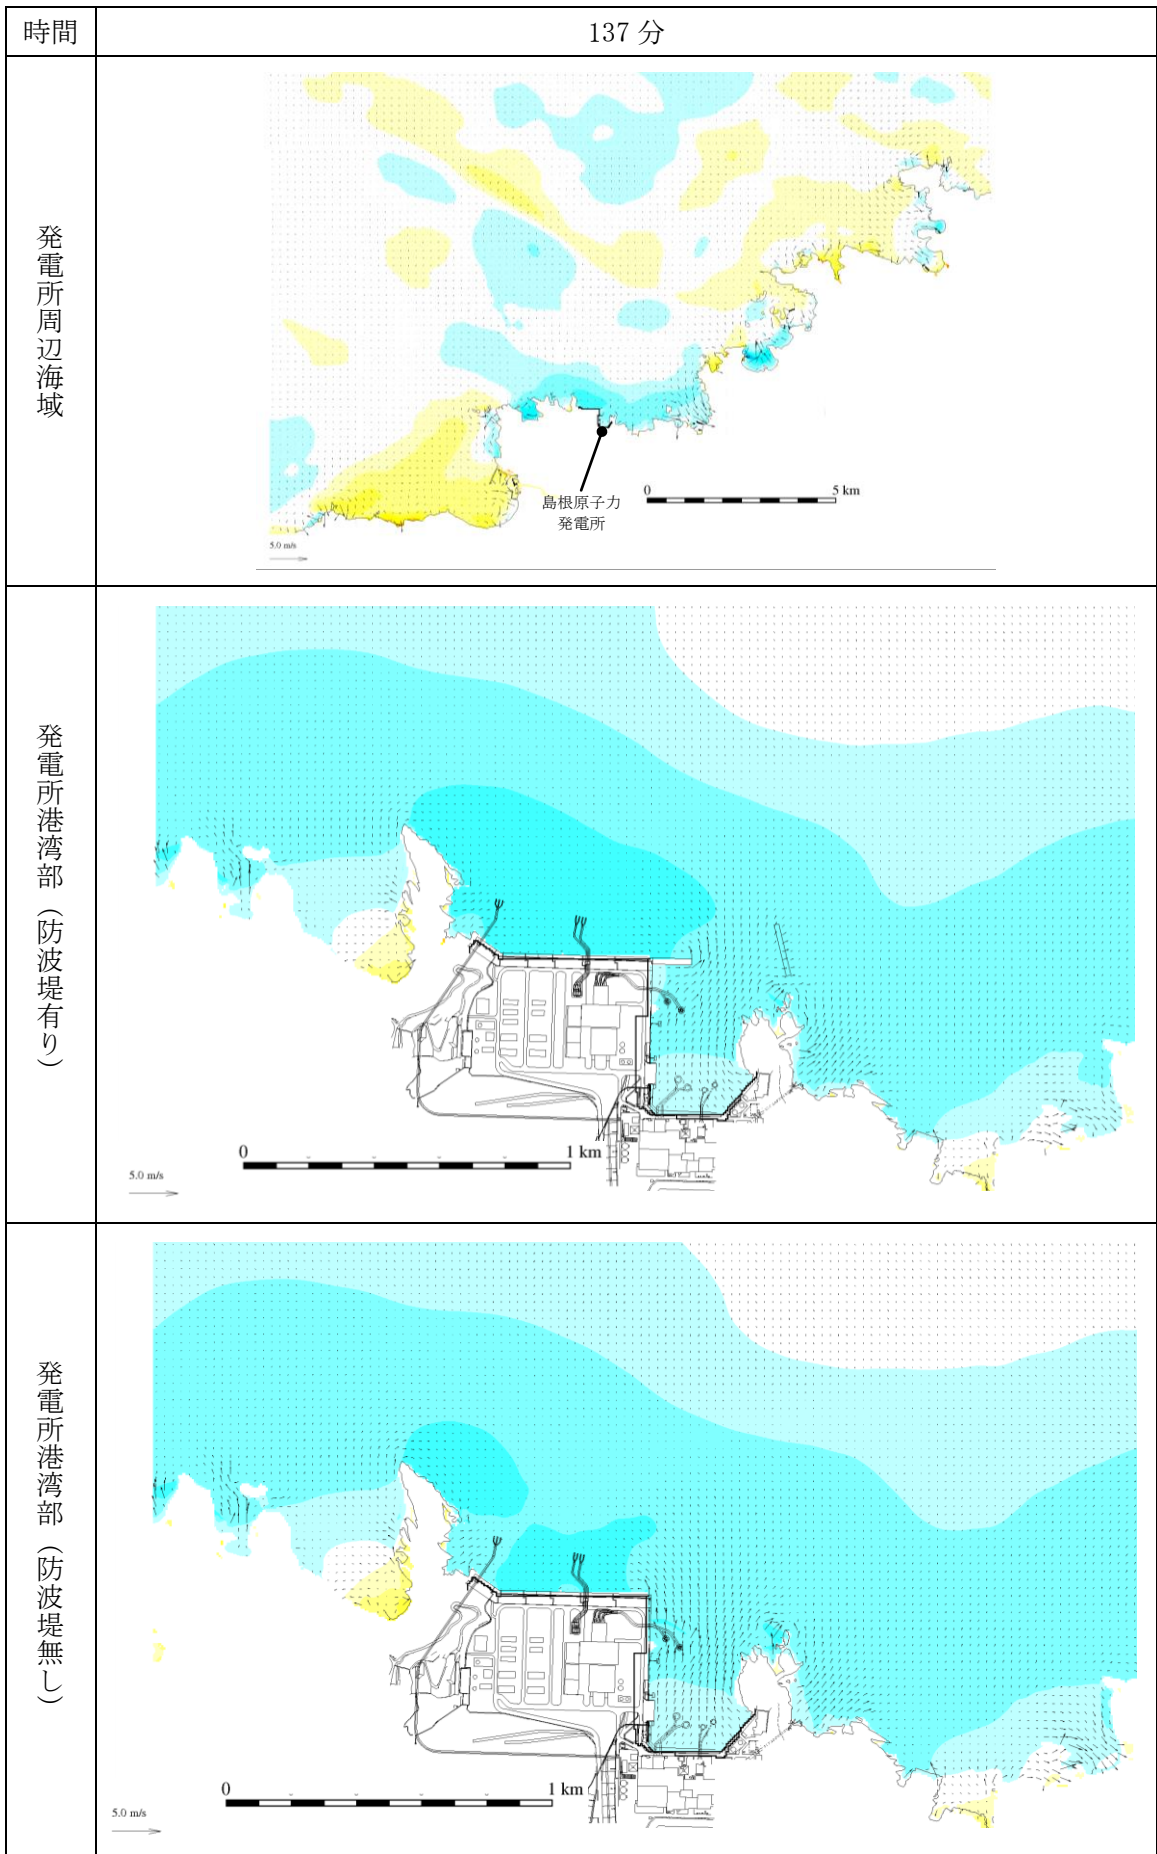 時間
137 分
発電所周辺海域
島根原子力
発電所
0
5 km
5.0 m/s
発電所港湾部（防波堤有り）
0
1 km
5.0 m/s
発電所港湾部（防波堤無し）
0
1 km
5.0 m/s